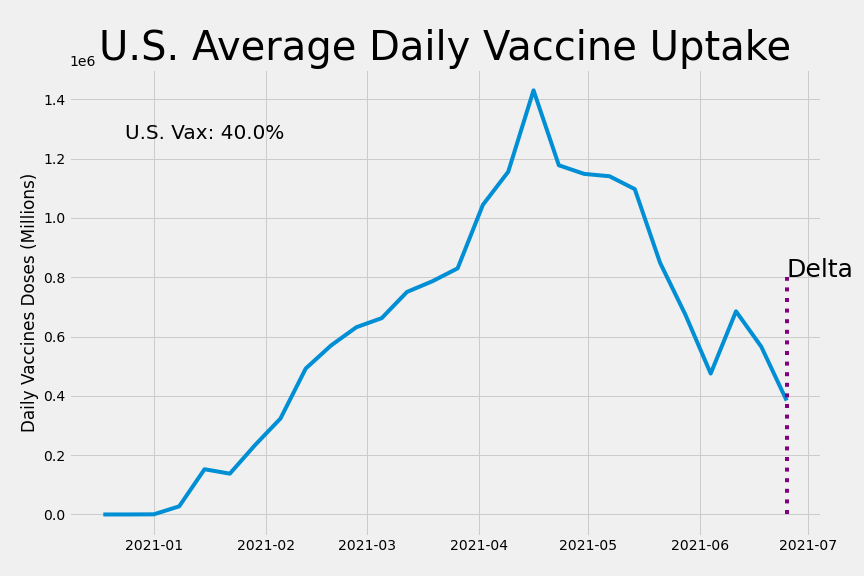 U.S. Average Daily Vaccine Uptake
1e6
1.4
U.S. Vax: 40.0%
1.2
1.0
Daily Vaccines Doses (Millions)
0.8
Delta
0.6
0.4
0.2
0.0
2021-01 2021-02 2021-03 2021-04 2021-05 2021-06 2021-07